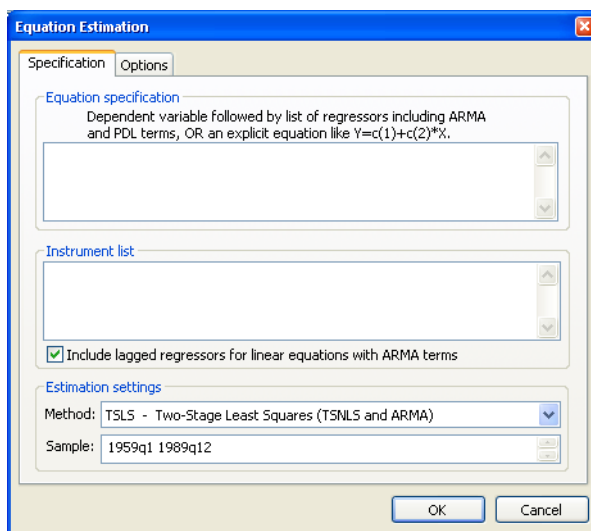 Equation Estimation
Specification
Options
Equation specification
Dependent variable followed by list of regressors including ARMA
and PDL terms, OR an explicit equation like Y=c(1)+c(2)*X.
Instrument list
Include lagged regressors for linear equations with ARMA terms
Estimation settings
Method: TSLS - Two-Stage Least Squares (TSNLS and ARMA)
Sample: 1959q1 1989q12
OK Cancel